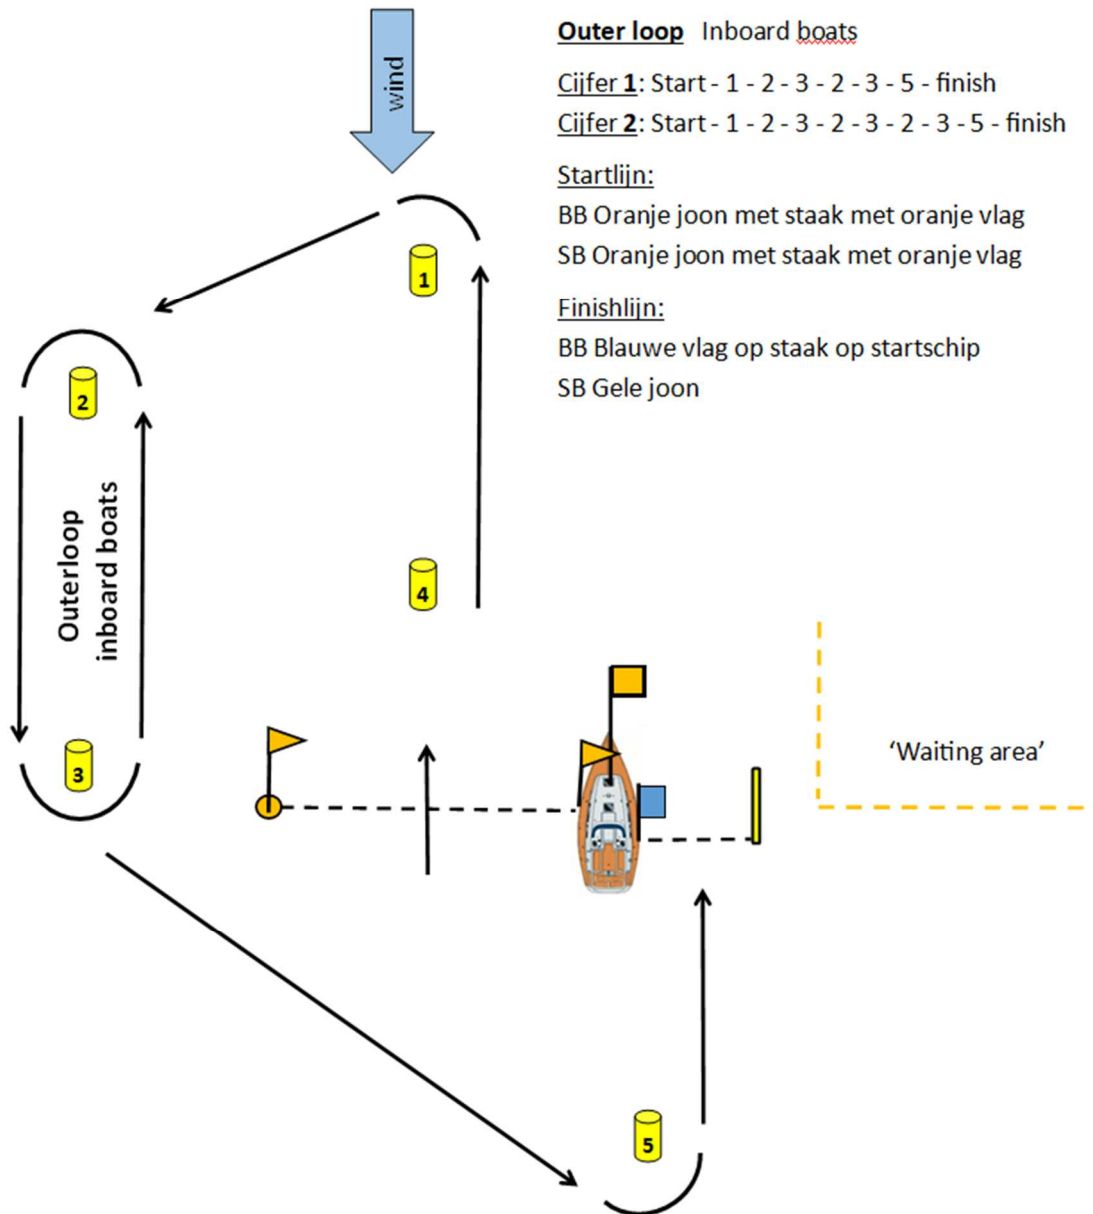 wind
Outer loop Inboard boats
Cijfer 1: Start - 1 - 2 - 3 - 2 - 3 - 5 - finish
Cijfer 2: Start - 1 - 2 - 3 - 2 - 3 - 2 - 3 - 5 - finish
Startlijn:
BB Oranje joon met staak met oranje vlag
SB Oranje joon met staak met oranje vlag
Finishlijn:
BB Blauwe vlag op staak op startschip
SB Gele joon
1
2
Outerloop
inboard boats
4
3
‘Waiting area’
5